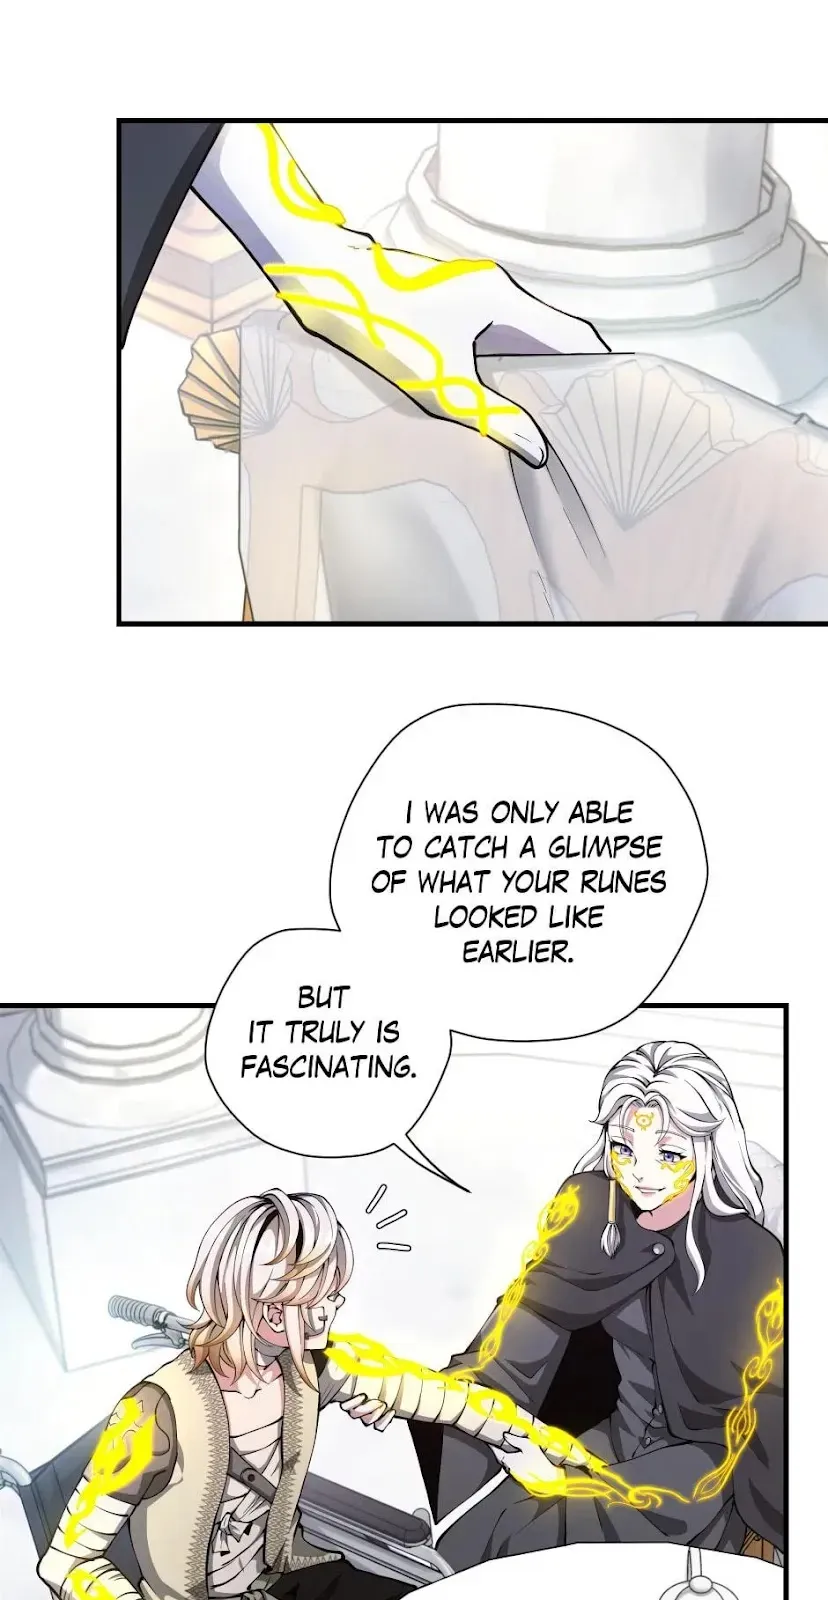 I WAS ONLY ABLE
TO CATCH A GLIMPSE
OF WHAT YOUR RUNES
LOOKED LIKE
EARLIER.
BUT
IT TRULY IS
FASCINATING.